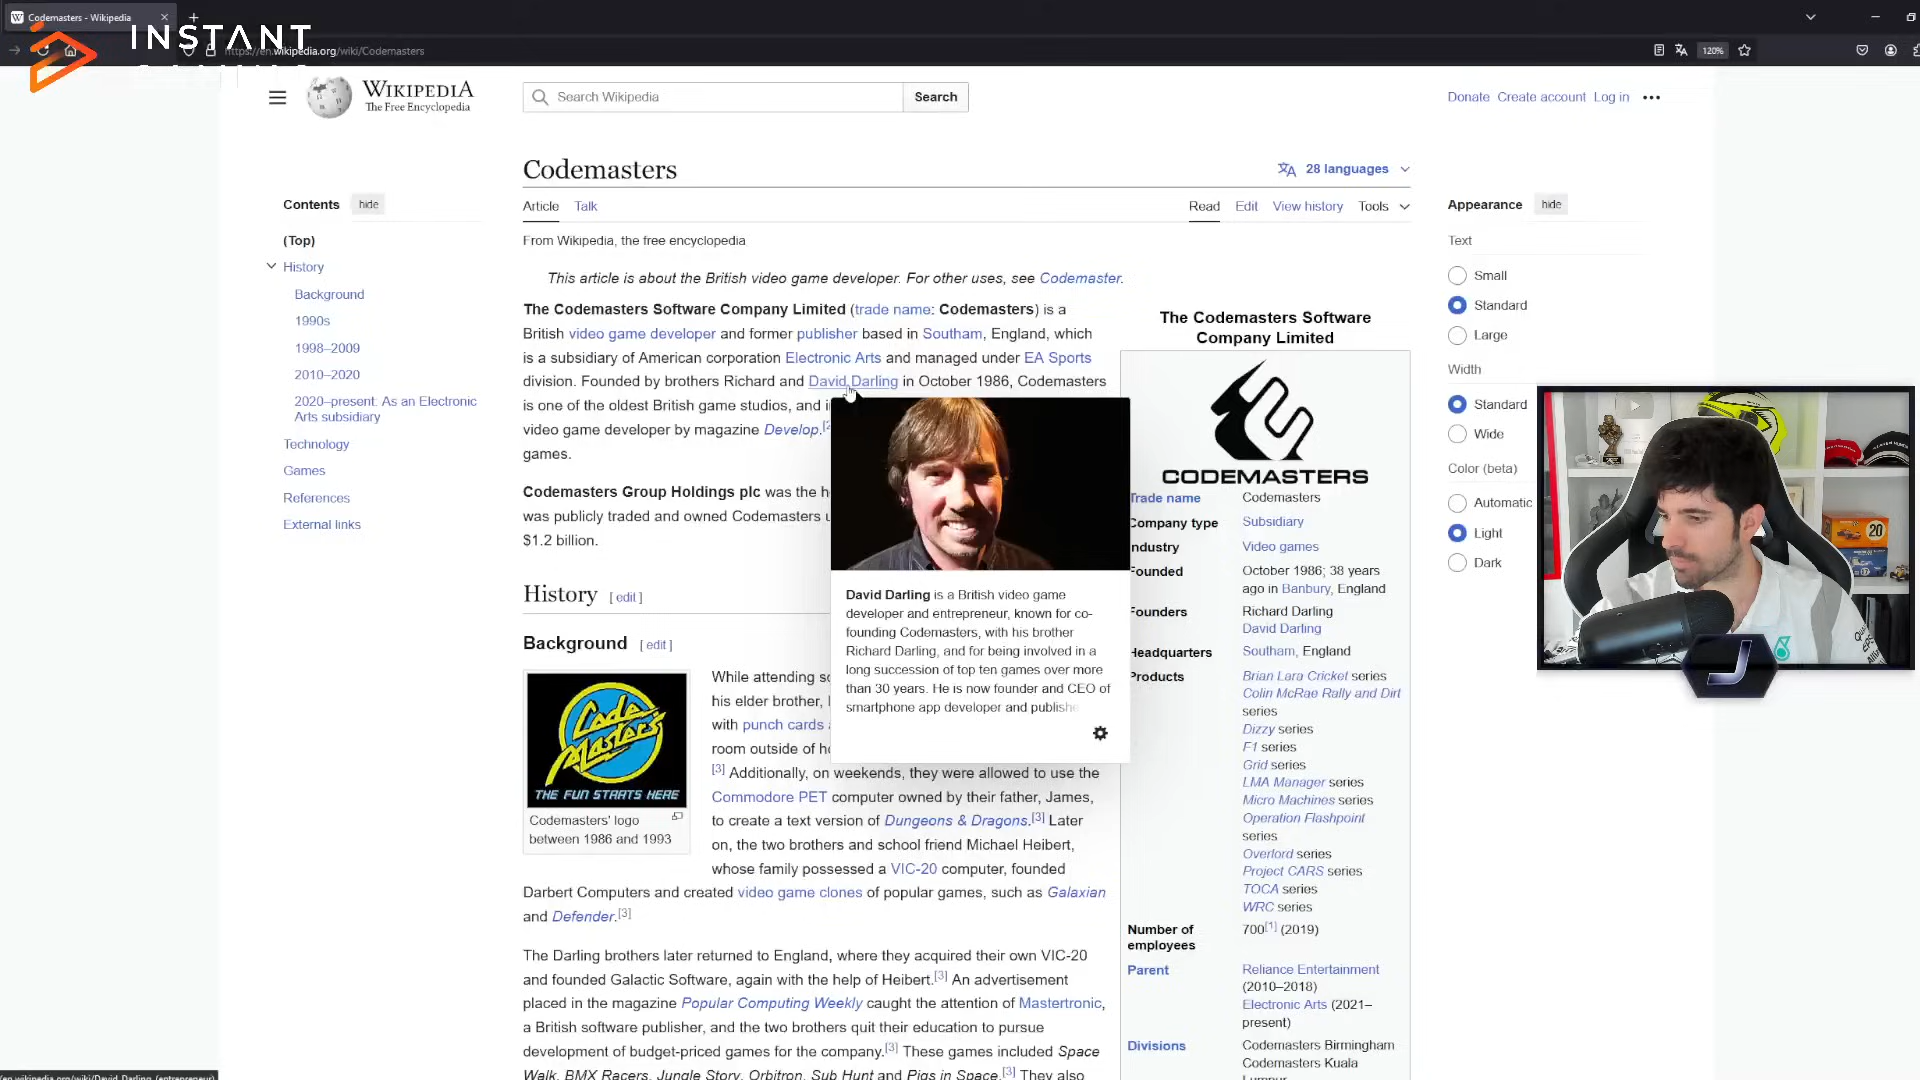 Codemasters - Wikipedia
INSTANT
https://en.wikipedia.org/wiki/Codemasters
120%
WIKIPEDIA
The Free Encyclopedia
Search Wikipedia
Search
Donate Create account Log in
Codemasters
28 languages
Article Talk
Read Edit View history Tools
From Wikipedia, the free encyclopedia
Contents hide
(Top)
History
Background
1990s
1998–2009
2010–2020
2020–present: As an Electronic
Arts subsidiary
Technology
Games
References
External links
This article is about the British video game developer. For other uses, see Codemaster.
The Codemasters Software Company Limited (trade name: Codemasters) is a
British video game developer and former publisher based in Southam, England, which
is a subsidiary of American corporation Electronic Arts and managed under EA Sports
division. Founded by brothers Richard and David Darling in October 1986, Codemasters
is one of the oldest British game studios, and i
video game developer by magazine Develop.[2
games.
Codemasters Group Holdings plc was the h
was publicly traded and owned Codemasters u
$1.2 billion.
David Darling is a British video game
developer and entrepreneur, known for co-
founding Codemasters, with his brother
Richard Darling, and for being involved in a
long succession of top ten games over more
than 30 years. He is now founder and CEO of
smartphone app developer and publishe
History [ edit ]
Background [ edit ]
Code
Masters
THE FUN STARTS HERE
Codemasters' logo
between 1986 and 1993
While attending sc
his elder brother,
with punch cards
room outside of h
[3] Additionally, on weekends, they were allowed to use the
Commodore PET computer owned by their father, James,
to create a text version of Dungeons & Dragons.[3] Later
on, the two brothers and school friend Michael Heibert,
whose family possessed a VIC-20 computer, founded
Darbert Computers and created video game clones of popular games, such as Galaxian
and Defender.[3]
The Darling brothers later returned to England, where they acquired their own VIC-20
and founded Galactic Software, again with the help of Heibert.[3] An advertisement
placed in the magazine Popular Computing Weekly caught the attention of Mastertronic,
a British software publisher, and the two brothers quit their education to pursue
development of budget-priced games for the company.[3] These games included Space
Walk, BMX Racers, Jungle Story, Orbitron, Sub Hunt and Pigs in Space.[3] They also
The Codemasters Software
Company Limited
CODEMASTERS
Trade name Codemasters
Company type Subsidiary
Industry Video games
Founded October 1986; 38 years
ago in Banbury, England
Founders Richard Darling
David Darling
Headquarters Southam, England
Products Brian Lara Cricket series
Colin McRae Rally and Dirt
series
Dizzy series
F1 series
Grid series
LMA Manager series
Micro Machines series
Operation Flashpoint
series
Overlord series
Project CARS series
TOCA series
WRC series
Number of
employees 700[1] (2019)
Parent Reliance Entertainment
(2010–2018)
Electronic Arts (2021–
present)
Divisions Codemasters Birmingham
Codemasters Kuala
Lumpur
Appearance hide
Text
Small
Standard
Large
Width
Standard
Wide
Color (beta)
Automatic
Light
Dark
20
J
en.wikipedia.org/wiki/David_Darling_(entrepreneur)